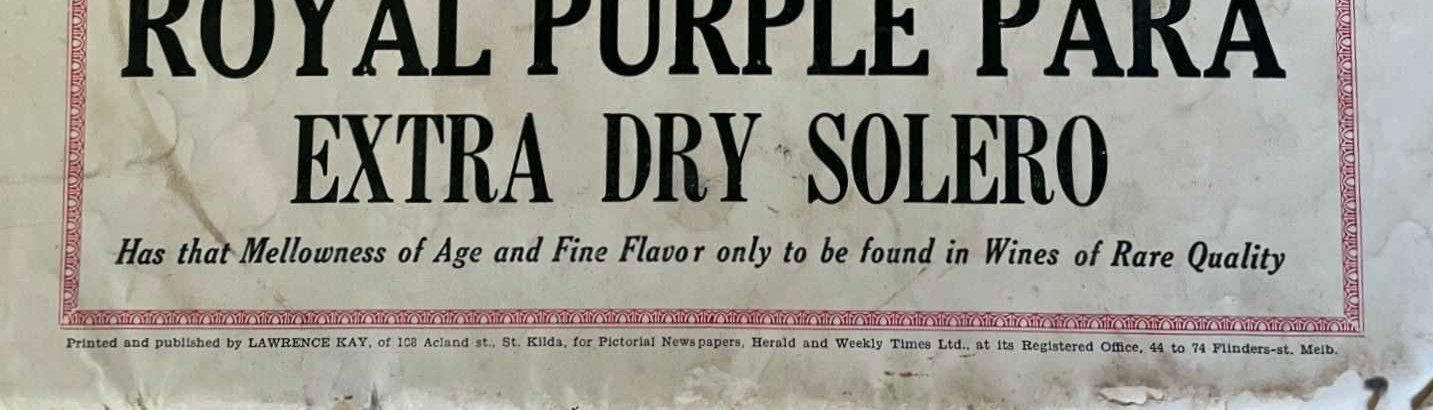 ROYAL PURPLE PARA
EXTRA DRY SOLERO
Has that Mellowness of Age and Fine Flavor only to be found in Wines of Rare Quality
Printed and published by LAWRENCE KAY, of 108 Acland st., St. Kilda, for Pictorial Newspapers, Herald and Weekly Times Ltd., at its Registered Office, 44 to 74 Flinders-st. Melb.